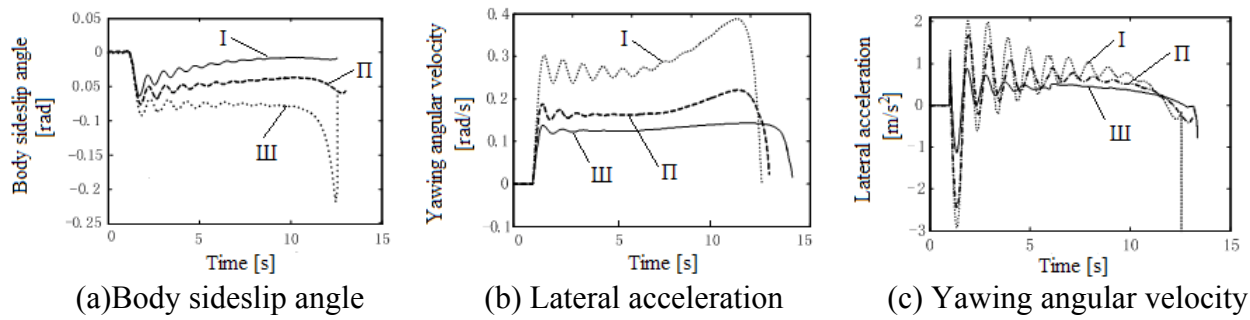 Body sideslip angle
[rad]
0.05
0
0.05
-0.1
-0.15
-0.2
-0.25
I
П
Ш
0 5 10 15
Time [s]
(a)Body sideslip angle
Yawing angular velocity
[rad/s]
0.4
0.3
0.2
0.1
0
-0.1
I
Ш
П
0 5 10 15
Time [s]
(b) Lateral acceleration
Lateral acceleration
[m/s²]
3
2
1
0
-1
-2
-3
I
П
Ш
0 5 10 15
Time [s]
(c) Yawing angular velocity